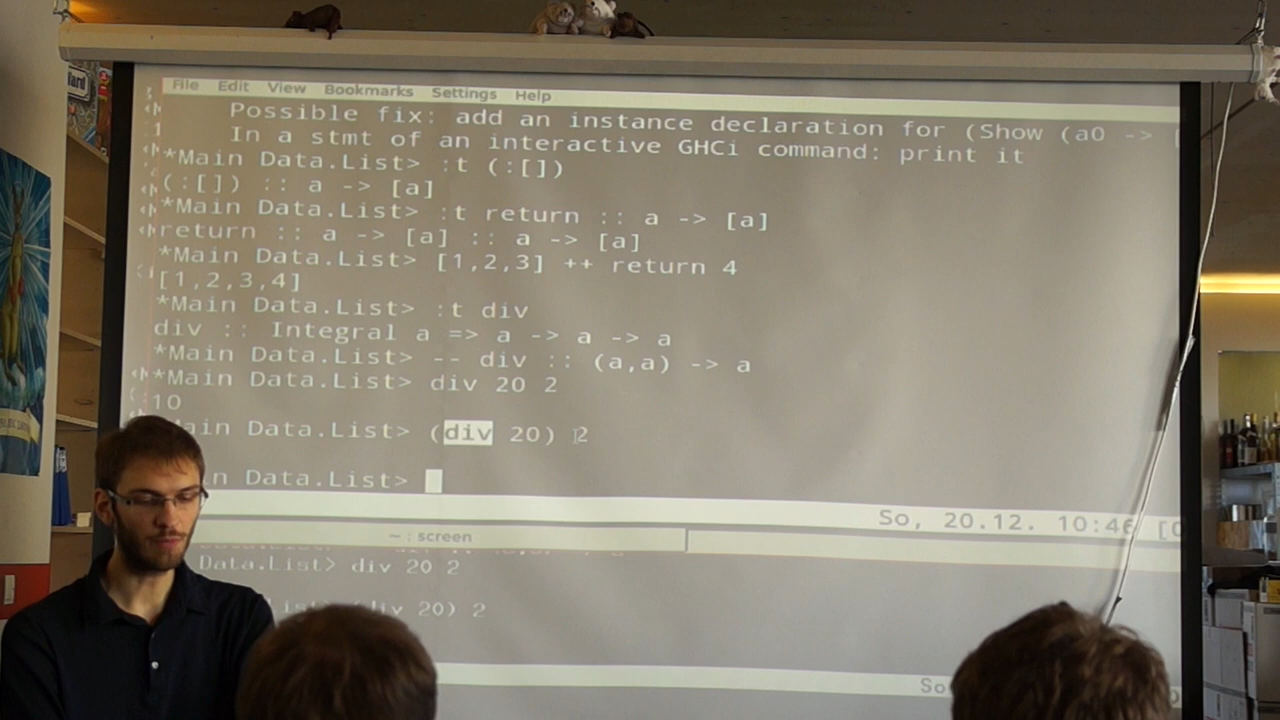 File Edit View Bookmarks Settings Help
Possible fix: add an instance declaration for (Show (a0 ->
In a stmt of an interactive GHCi command: print it
*Main Data.List> :t (:[])
(:[]) :: a -> [a]
*Main Data.List> :t return :: a -> [a]
return :: a -> [a] :: a -> [a]
*Main Data.List> [1,2,3] ++ return 4
[1,2,3,4]
*Main Data.List> :t div
div :: Integral a => a -> a -> a
*Main Data.List> -- div :: (a,a) -> a
*Main Data.List> div 20 2
10
ain Data.List> (div 20) 2
n Data.List>
So, 20.12. 10:46
~ : screen
Data.List> div 20 2
(div 20) 2
So